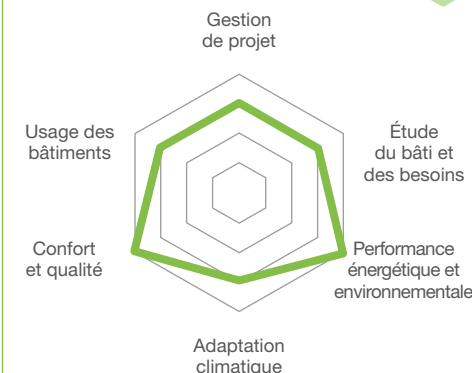 Gestion
de projet
Usage des
bâtiments
Étude
du bâti et
des besoins
Confort
et qualité
Performance
énergétique et
environnementale
Adaptation
climatique